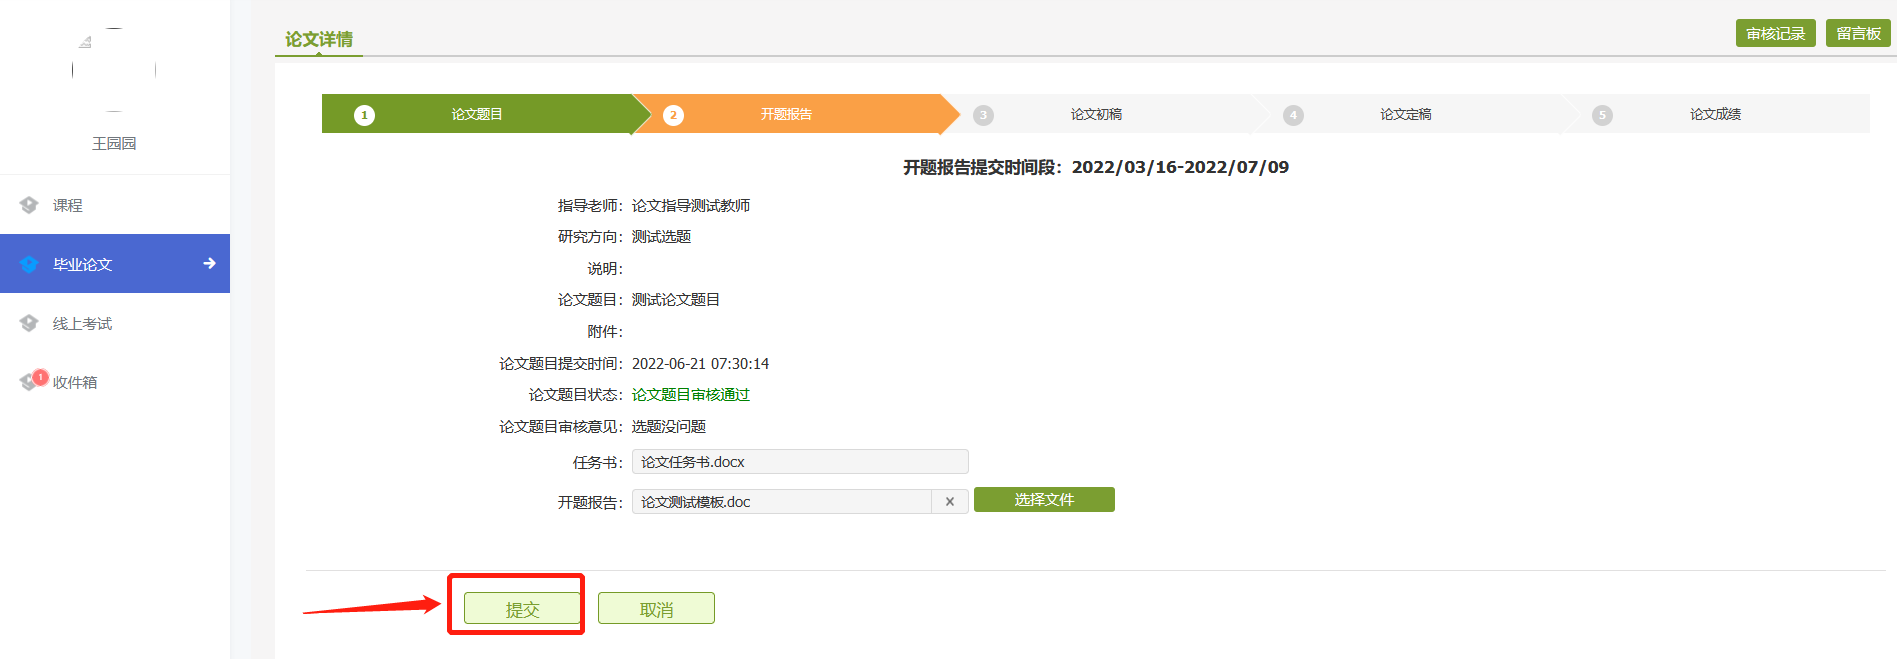 论文详情
审核记录
留言板
王园园
课程
毕业论文
线上考试
1
收件箱
1 论文题目
2 开题报告
3 论文初稿
4 论文定稿
5 论文成绩
开题报告提交时间段：2022/03/16-2022/07/09
指导老师：论文指导测试教师
研究方向：测试选题
说明：
论文题目：测试论文题目
附件：
论文题目提交时间：2022-06-21 07:30:14
论文题目状态：论文题目审核通过
论文题目审核意见：选题没问题
任务书：论文任务书.docx
开题报告：论文测试模板.doc × 选择文件
提交
取消